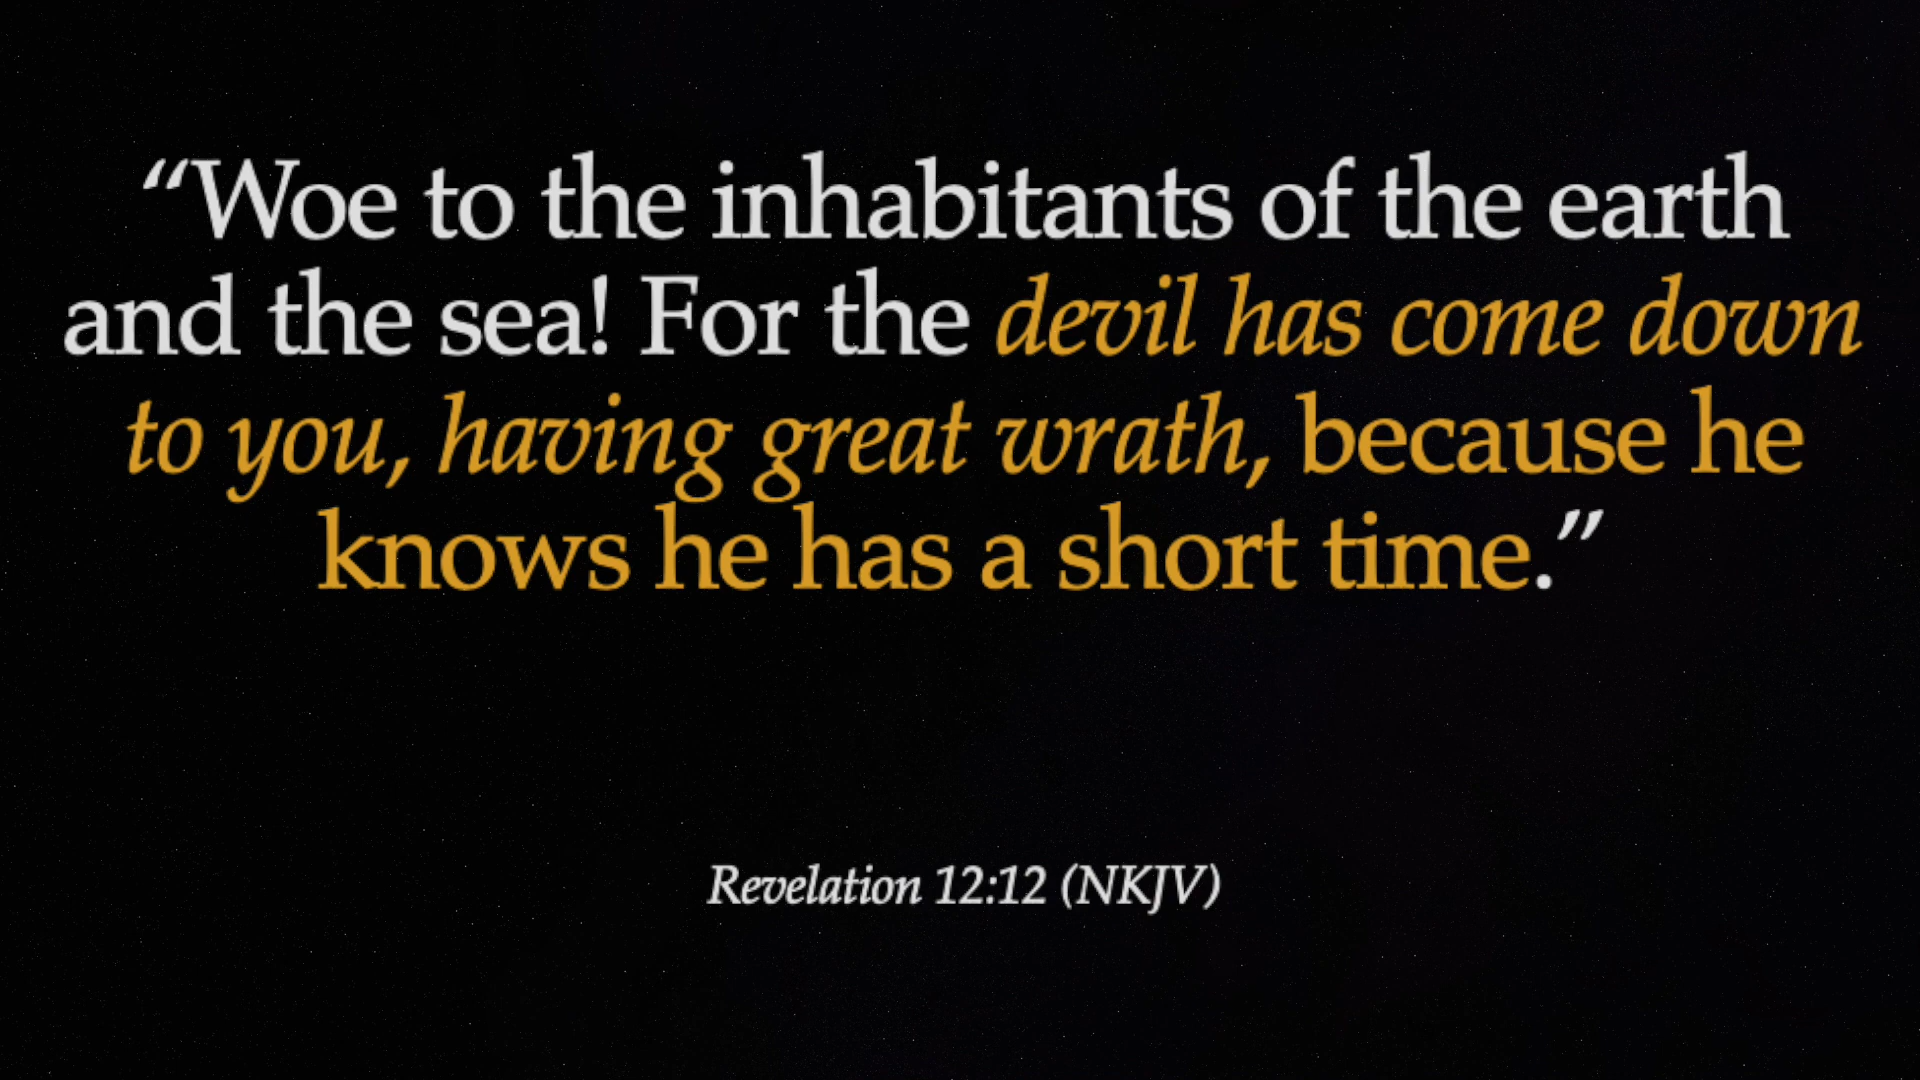 “Woe to the inhabitants of the earth
and the sea! For the devil has come down
to you, having great wrath, because he
knows he has a short time.”
Revelation 12:12 (NKJV)